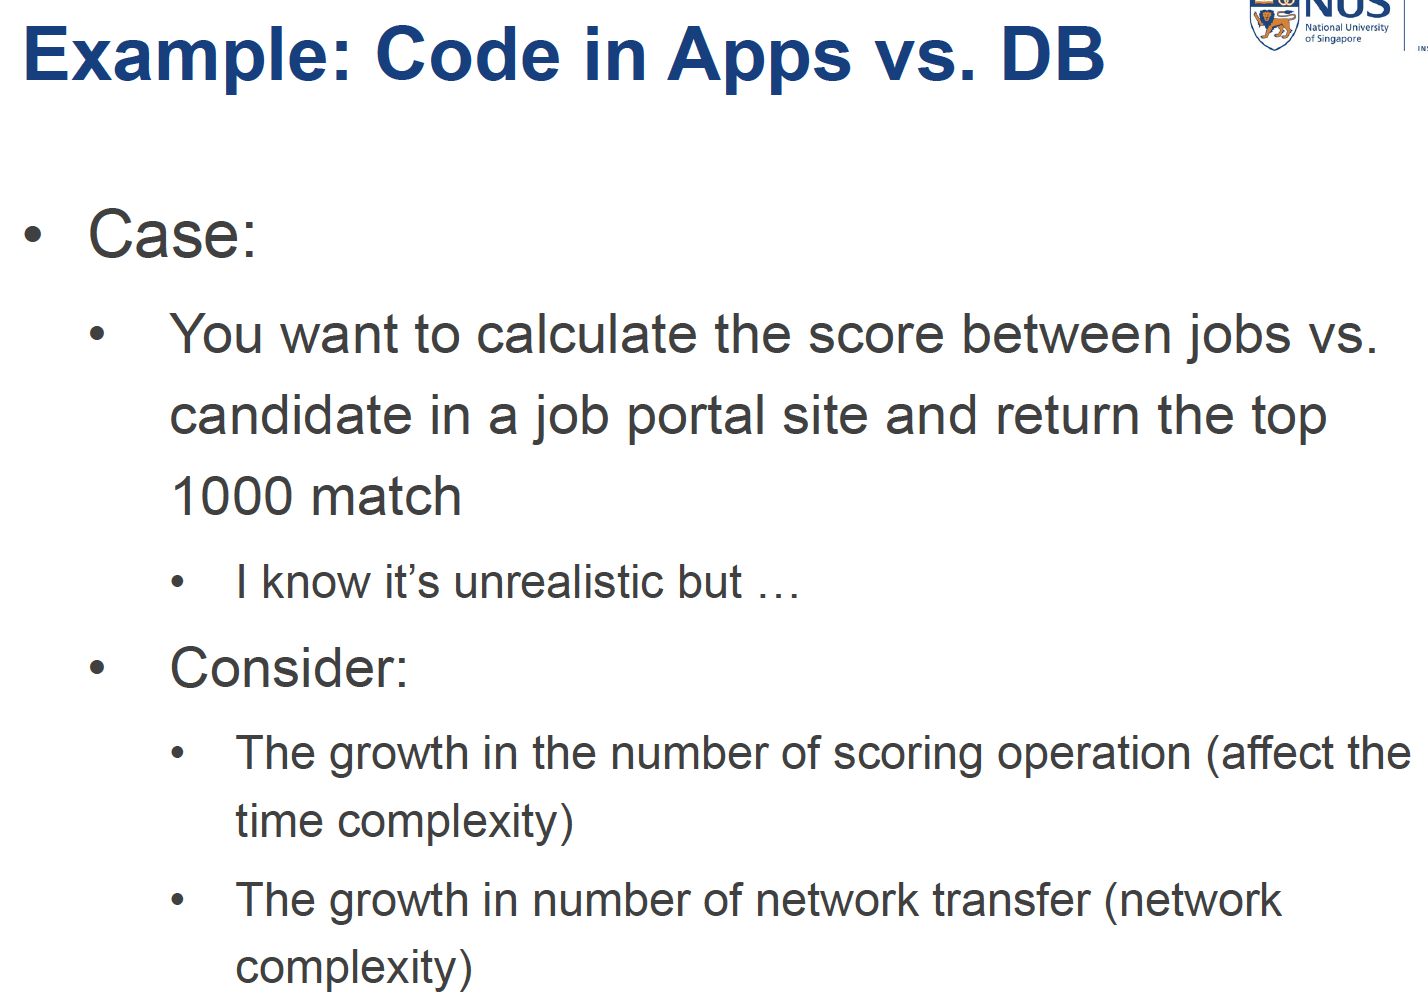 NUS
National University
of Singapore
Example: Code in Apps vs. DB
• Case:
• You want to calculate the score between jobs vs.
candidate in a job portal site and return the top
1000 match
• I know it’s unrealistic but …
• Consider:
• The growth in the number of scoring operation (affect the
time complexity)
• The growth in number of network transfer (network
complexity)